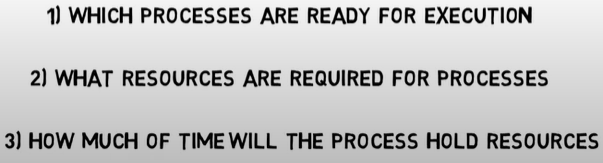 1) WHICH PROCESSES ARE READY FOR EXECUTION
2) WHAT RESOURCES ARE REQUIRED FOR PROCESSES
3) HOW MUCH OF TIME WILL THE PROCESS HOLD RESOURCES